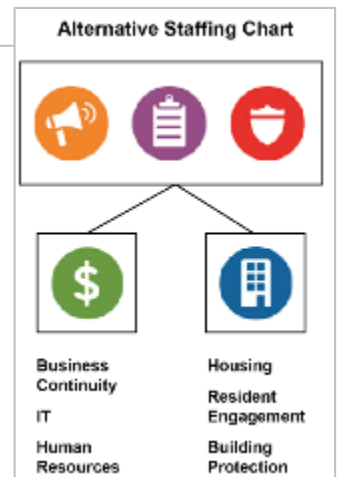 Alternative Staffing Chart
$
Business
Continuity
IT
Human
Resources
Housing
Resident
Engagement
Building
Protection